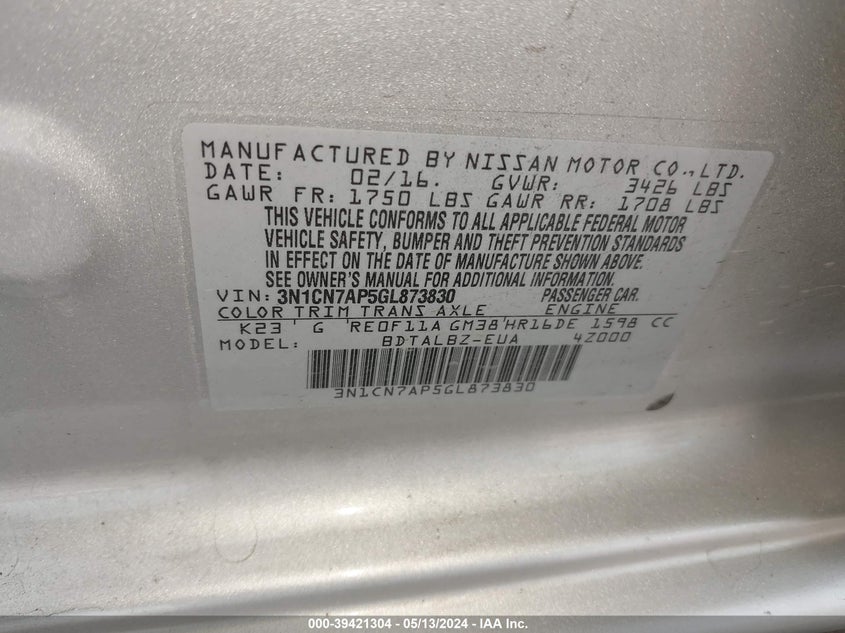 MANUFACTURED BY NISSAN MOTOR CO., LTD.
DATE: 02/16. GVWR: 3426 LBS
GAWR FR: 1750 LBS GAWR RR: 1708 LBS
THIS VEHICLE CONFORMS TO ALL APPLICABLE FEDERAL MOTOR
VEHICLE SAFETY, BUMPER AND THEFT PREVENTION STANDARDS
IN EFFECT ON THE DATE OF MANUFACTURE SHOWN ABOVE.
SEE OWNER'S MANUAL FOR ADDITIONAL INFORMATION.
VIN: 3N1CN7AP5GL873830 PASSENGER CAR.
COLOR TRIM TRANS AXLE ENGINE
K23 ' G 'RE0F11A GM38'HR16DE 1598 CC
MODEL: BDTALBZ-EUA 4Z000
3N1CN7AP5GL873830
000-39421304 - 05/13/2024 - IAA Inc.